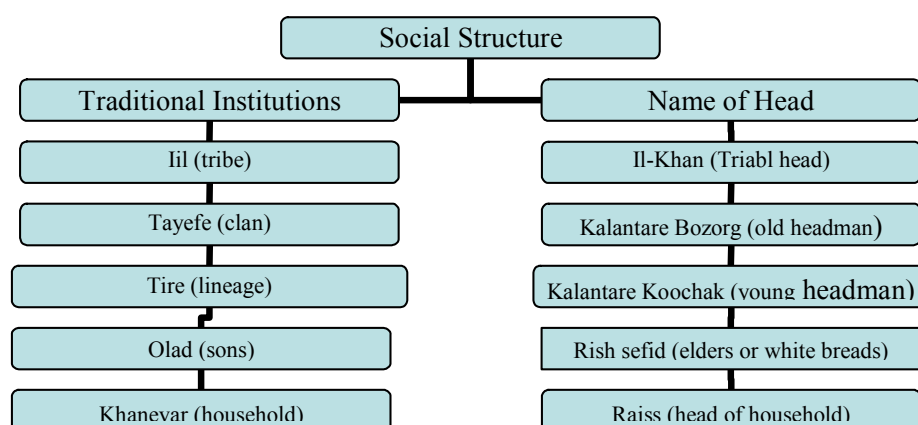 Social Structure
Traditional Institutions
Iil (tribe)
Tayefe (clan)
Tire (lineage)
Olad (sons)
Khanevar (household)
Name of Head
Il-Khan (Triabl head)
Kalantare Bozorg (old headman)
Kalantare Koochak (young headman)
Rish sefid (elders or white breads)
Raiss (head of household)